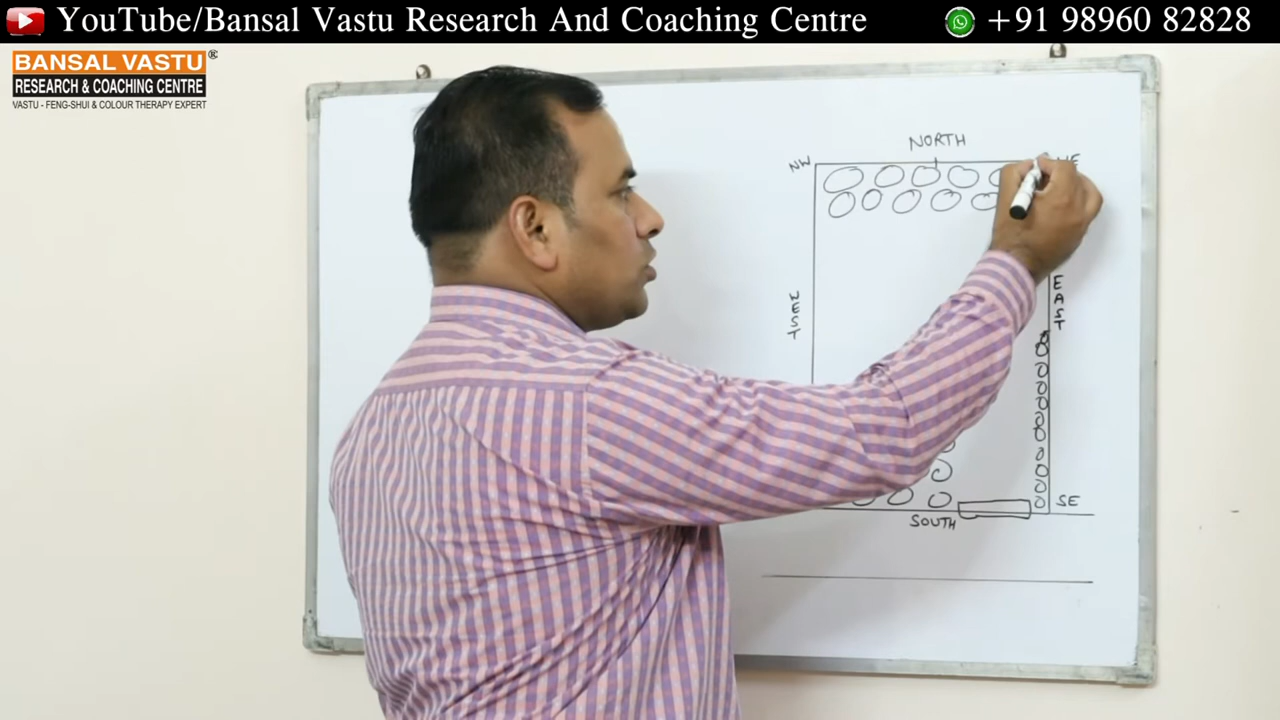 YouTube/Bansal Vastu Research And Coaching Centre
+91 98960 82828
BANSAL VASTU®
RESEARCH & COACHING CENTRE
VASTU - FENG-SHUI & COLOUR THERAPY EXPERT
NORTH
NW
NE
WEST
EAST
SE
SOUTH